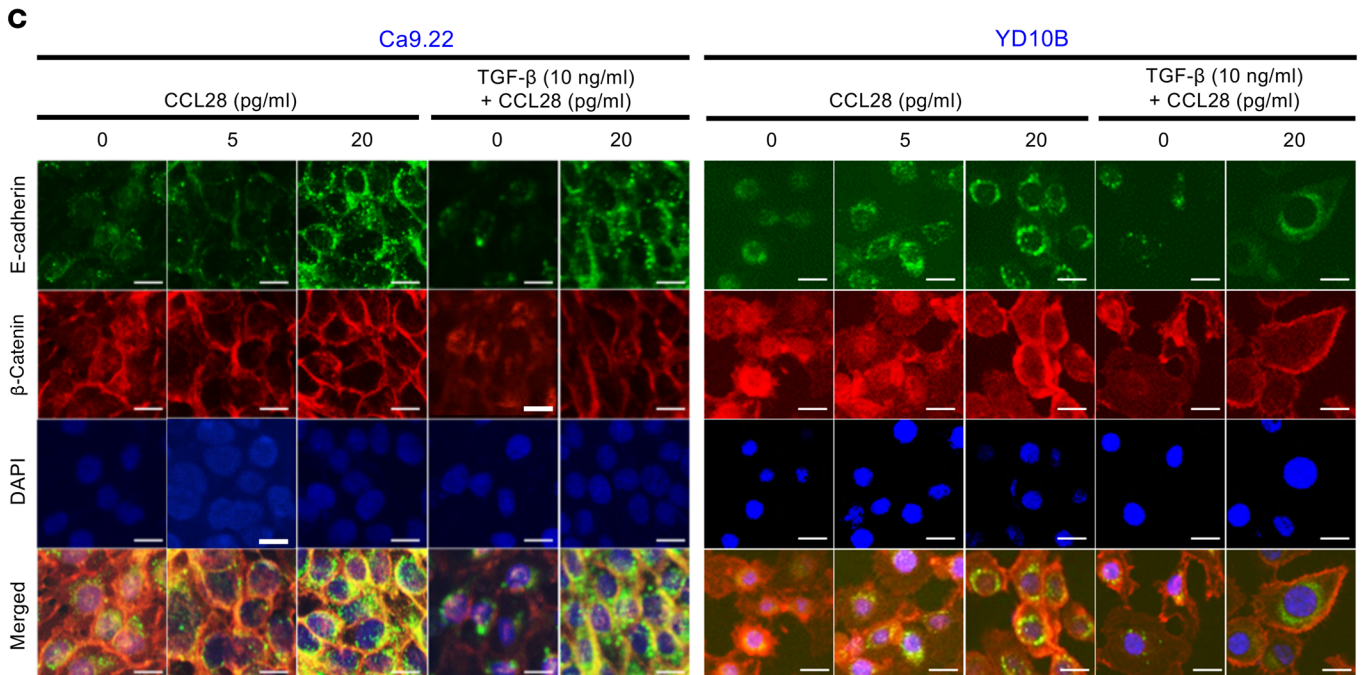 c
Ca9.22 YD10B
CCL28 (pg/ml) TGF-β (10 ng/ml) + CCL28 (pg/ml) CCL28 (pg/ml) TGF-β (10 ng/ml) + CCL28 (pg/ml)
0 5 20 0 20 0 5 20 0 20
E-cadherin
β-Catenin
DAPI
Merged